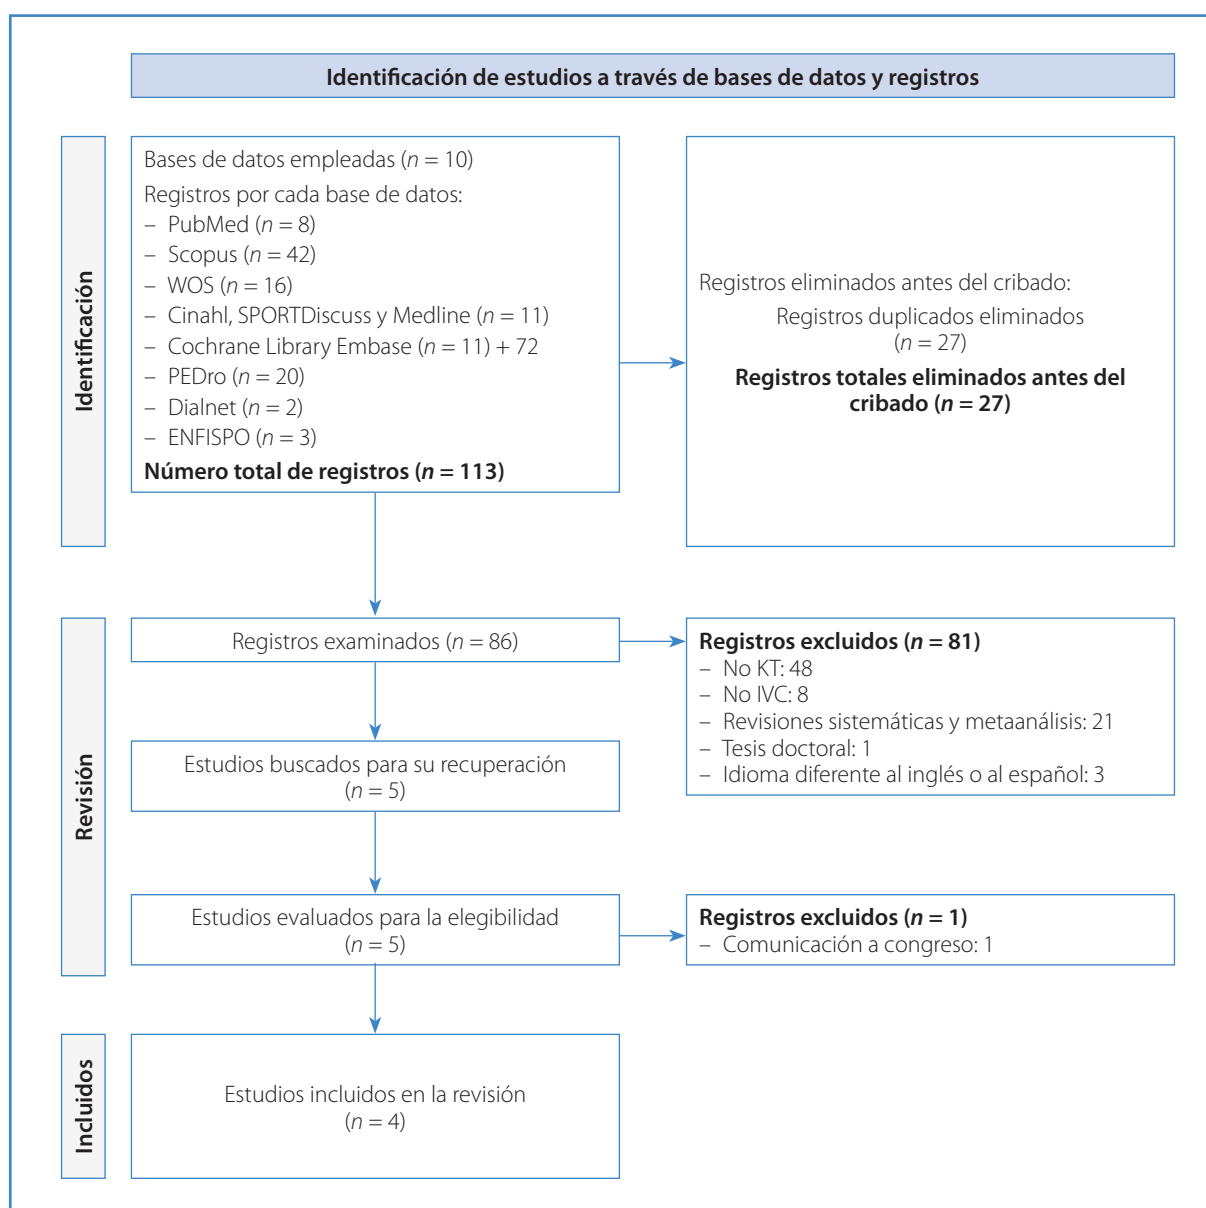 Identificación de estudios a través de bases de datos y registros
Identificación
Bases de datos empleadas (n = 10)
Registros por cada base de datos:
– PubMed (n = 8)
– Scopus (n = 42)
– WOS (n = 16)
– Cinahl, SPORTDiscuss y Medline (n = 11)
– Cochrane Library Embase (n = 11) + 72
– PEDro (n = 20)
– Dialnet (n = 2)
– ENFISPO (n = 3)
Número total de registros (n = 113)
Registros eliminados antes del cribado:
Registros duplicados eliminados
(n = 27)
Registros totales eliminados antes del
cribado (n = 27)
Revisión
Registros examinados (n = 86)
Registros excluidos (n = 81)
– No KT: 48
– No IVC: 8
– Revisiones sistemáticas y metaanálisis: 21
– Tesis doctoral: 1
– Idioma diferente al inglés o al español: 3
Estudios buscados para su recuperación
(n = 5)
Estudios evaluados para la elegibilidad
(n = 5)
Registros excluidos (n = 1)
– Comunicación a congreso: 1
Incluidos
Estudios incluidos en la revisión
(n = 4)